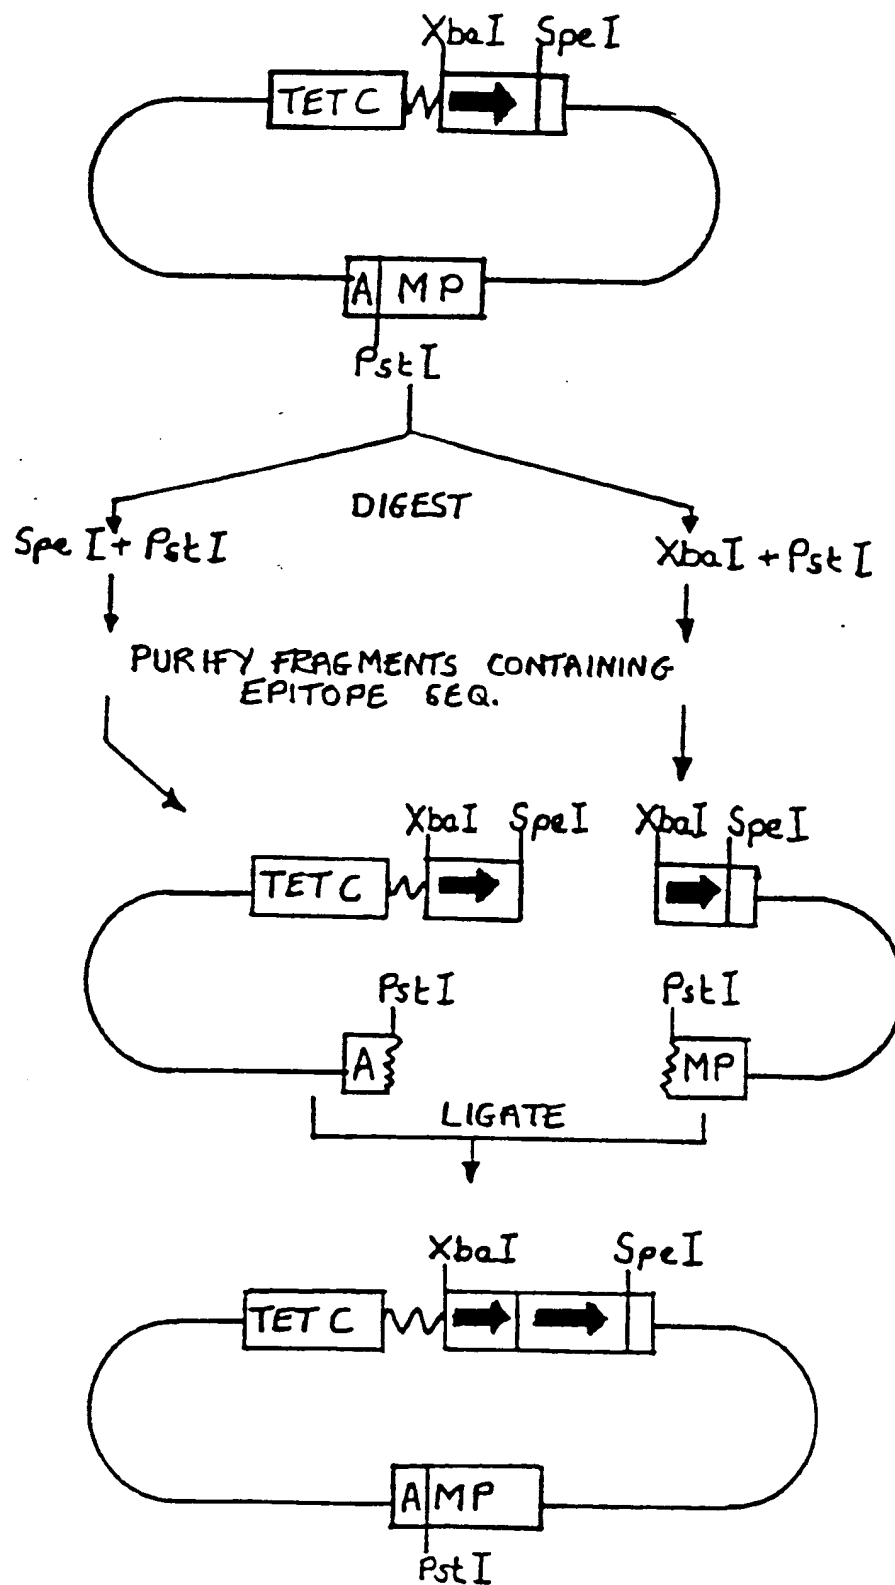 XbaI SpeI
TET C
A MP
PstI
DIGEST
SpeI + PstI
XbaI + PstI
PURIFY FRAGMENTS CONTAINING
EPITOPE SEQ.
XbaI SpeI
XbaI SpeI
TET C
PstI
PstI
A
MP
LIGATE
XbaI
SpeI
TET C
A MP
PstI